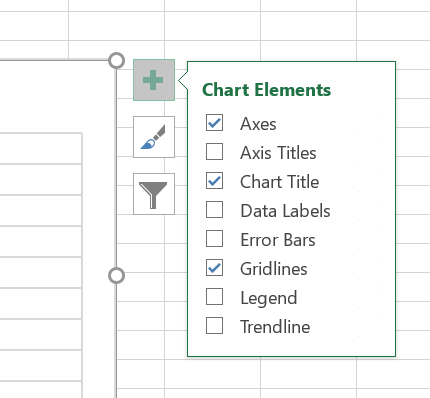 Chart Elements
Axes
Axis Titles
Chart Title
Data Labels
Error Bars
Gridlines
Legend
Trendline